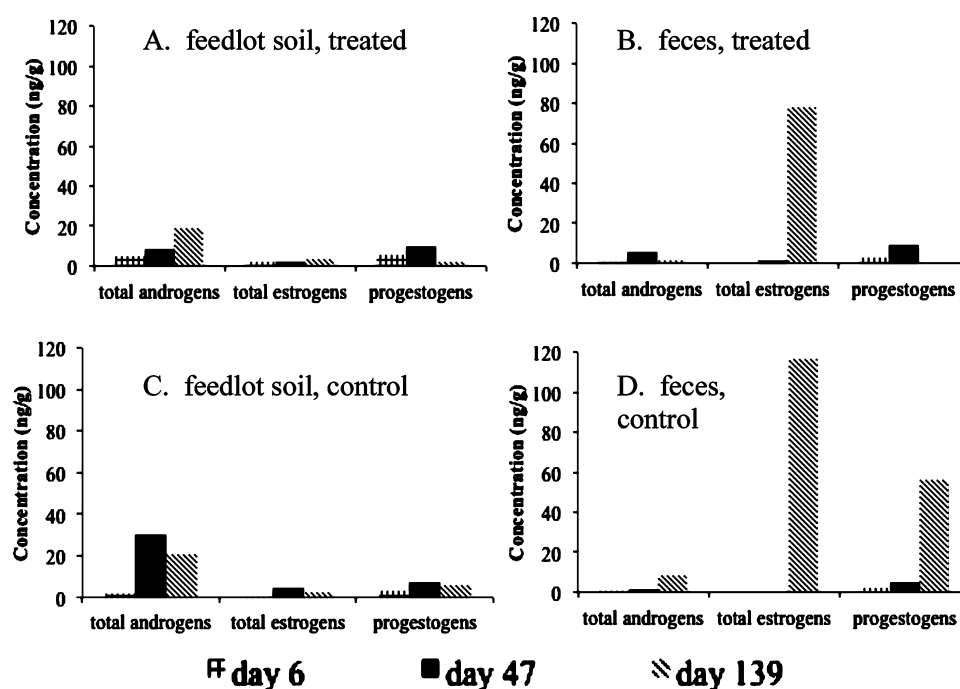 A. feedlot soil, treated
Concentration (ng/g)
120
100
80
60
40
20
0
total androgens total estrogens progestogens
B. feces, treated
Concentration (ng/g)
120
100
80
60
40
20
0
total androgens total estrogens progestogens
C. feedlot soil, control
Concentration (ng/g)
120
100
80
60
40
20
0
total androgens total estrogens progestogens
D. feces,
control
Concentration (ng/g)
120
100
80
60
40
20
0
total androgens total estrogens progestogens
day 6 day 47 day 139